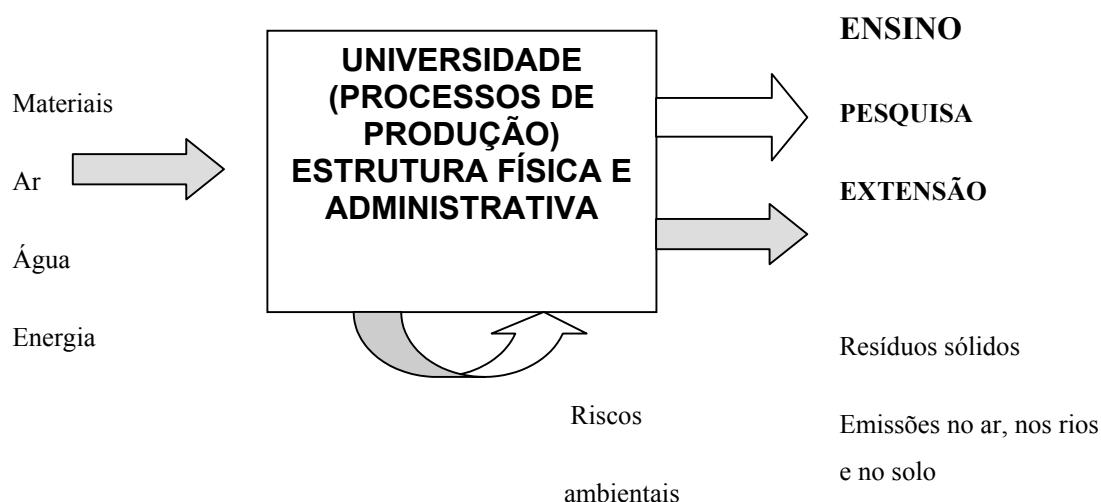 Materiais
Ar
Água
Energia
UNIVERSIDADE
(PROCESSOS DE
PRODUÇÃO)
ESTRUTURA FÍSICA E
ADMINISTRATIVA
Riscos
ambientais
ENSINO
PESQUISA
EXTENSÃO
Resíduos sólidos
Emissões no ar, nos rios
e no solo